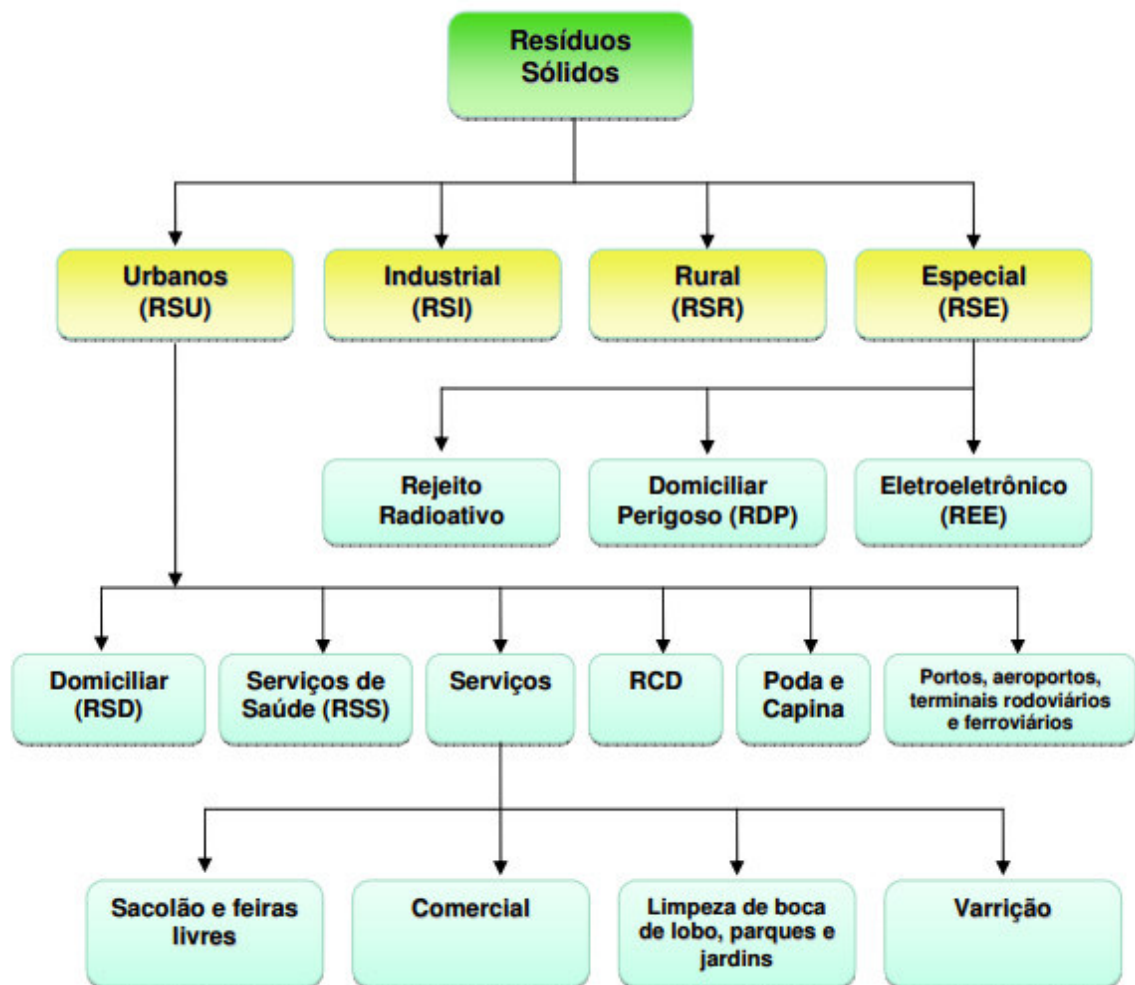 Resíduos
Sólidos
Urbanos
(RSU)
Industrial
(RSI)
Rural
(RSR)
Especial
(RSE)
Rejeito
Radioativo
Domiciliar
Perigoso (RDP)
Eletroeletrônico
(REE)
Domiciliar
(RSD)
Serviços de
Saúde (RSS)
Serviços
RCD
Poda e
Capina
Portos, aeroportos,
terminais rodoviários
e ferroviários
Sacolão e feiras
livres
Comercial
Limpeza de boca
de lobo, parques e
jardins
Varrição